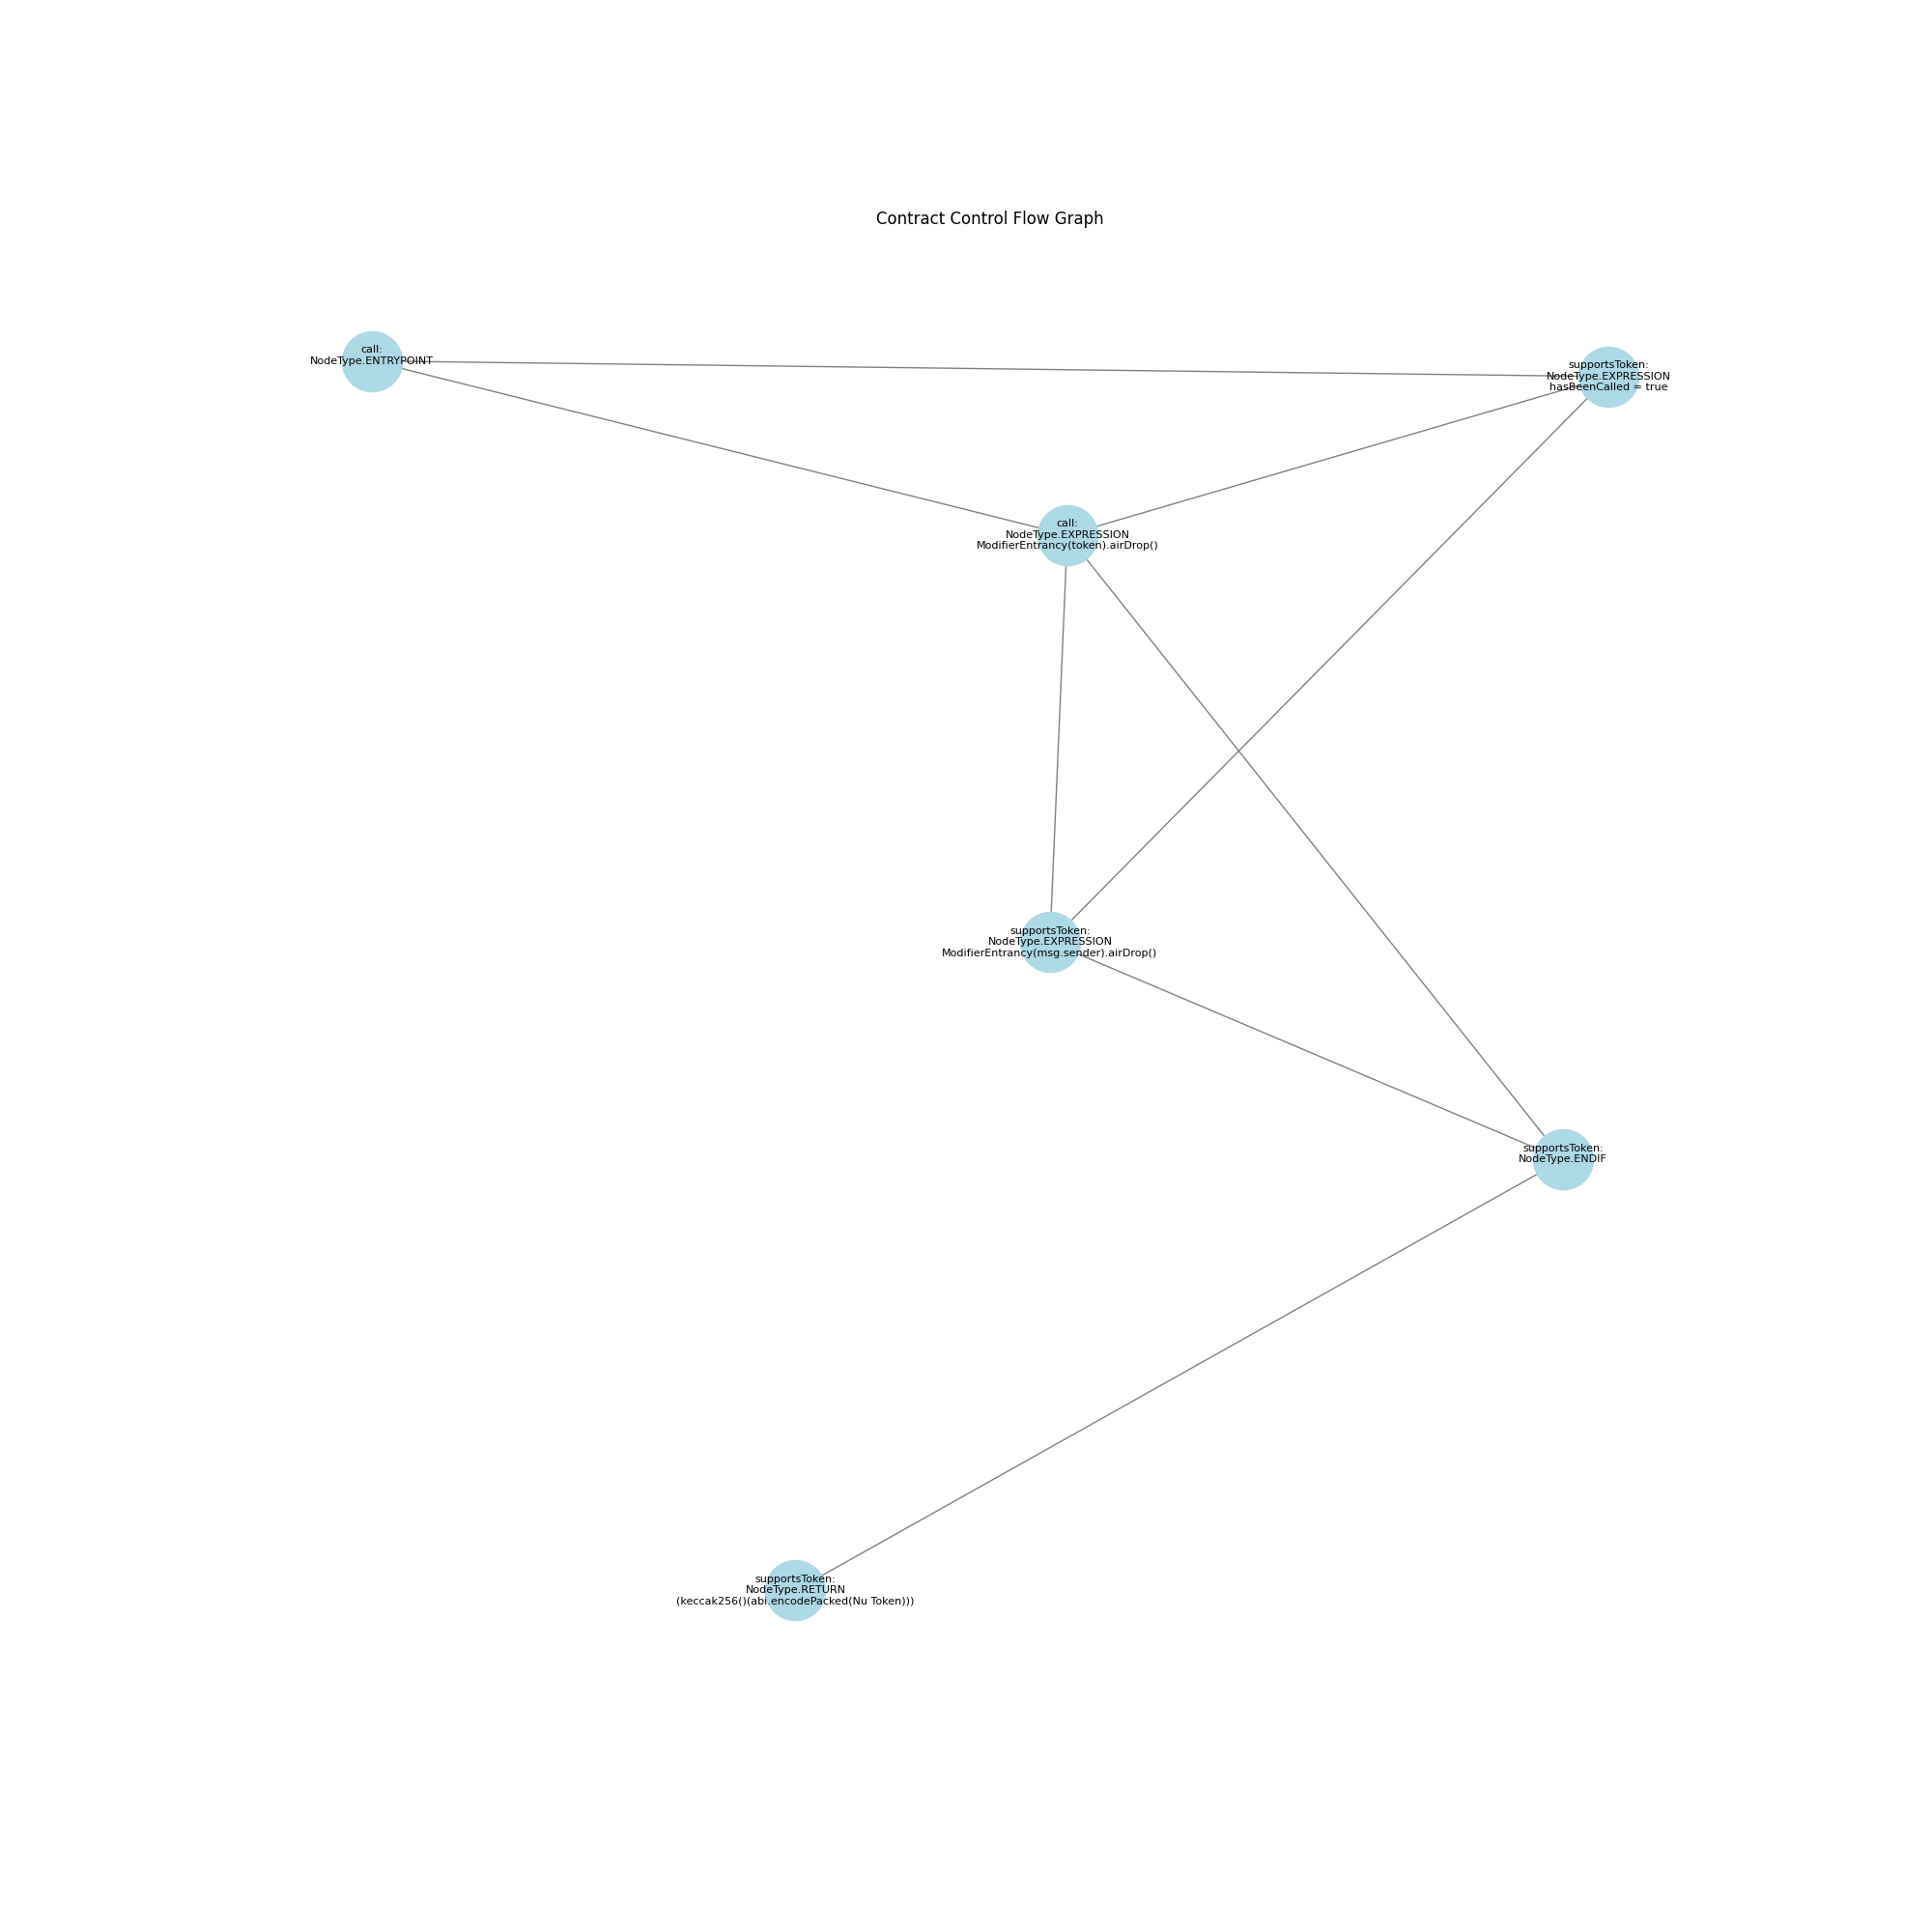 Contract Control Flow Graph
call:
NodeType.ENTRYPOINT
supportsToken:
NodeType.EXPRESSION
hasBeenCalled = true
call:
NodeType.EXPRESSION
ModifierEntrancy(token).airDrop()
supportsToken:
NodeType.EXPRESSION
ModifierEntrancy(msg.sender).airDrop()
supportsToken:
NodeType.ENDIF
supportsToken:
NodeType.RETURN
(keccak256()(abi.encodePacked(Nu Token)))